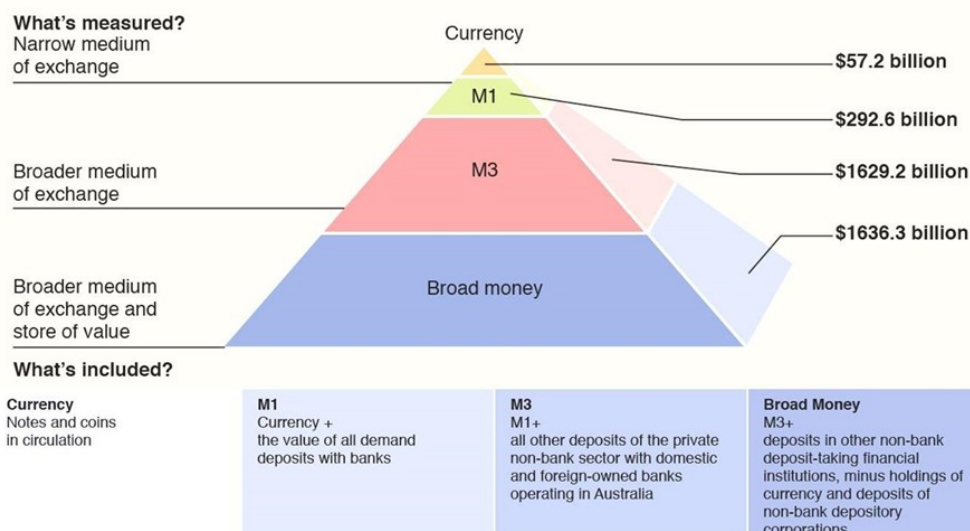 What's measured?
Narrow medium
of exchange
Currency
$57.2 billion
M1
$292.6 billion
Broader medium
of exchange
M3
$1629.2 billion
$1636.3 billion
Broader medium
of exchange and
store of value
Broad money
What's included?
Currency
Notes and coins
in circulation
M1
Currency +
the value of all demand
deposits with banks
M3
M1+
all other deposits of the private
non-bank sector with domestic
and foreign-owned banks
operating in Australia
Broad Money
M3+
deposits in other non-bank
deposit-taking financial
institutions, minus holdings of
currency and deposits of
non-bank depository
corporations